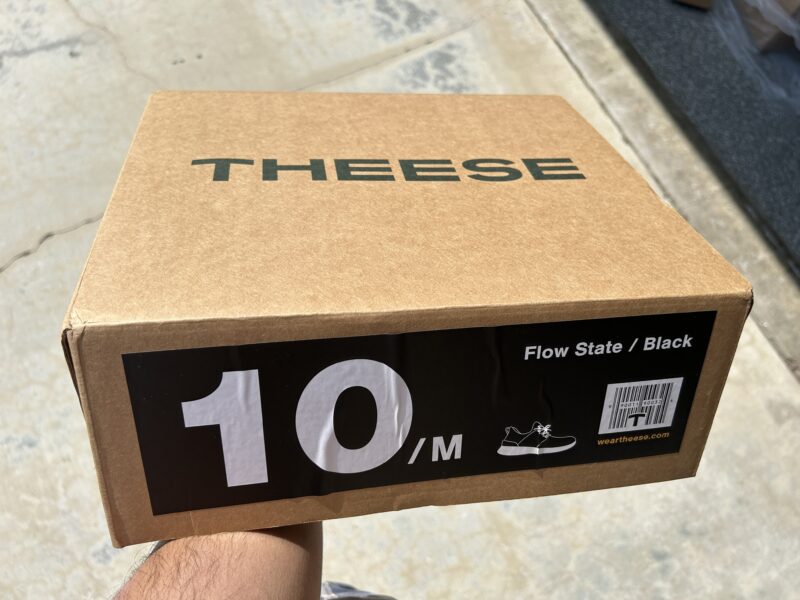 THEESE
Flow State / Black
10/M
weartheese.com